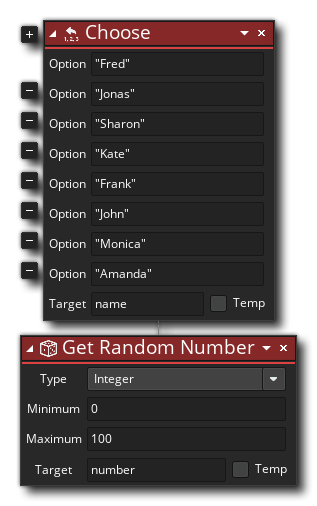 Choose
1, 2, 3
Option "Fred"
Option "Jonas"
Option "Sharon"
Option "Kate"
Option "Frank"
Option "John"
Option "Monica"
Option "Amanda"
Target name Temp
Get Random Number
Type Integer
Minimum 0
Maximum 100
Target number Temp